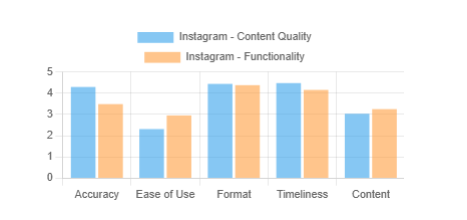 Instagram - Content Quality
Instagram - Functionality
5
4
3
2
1
0
Accuracy
Ease of Use
Format
Timeliness
Content